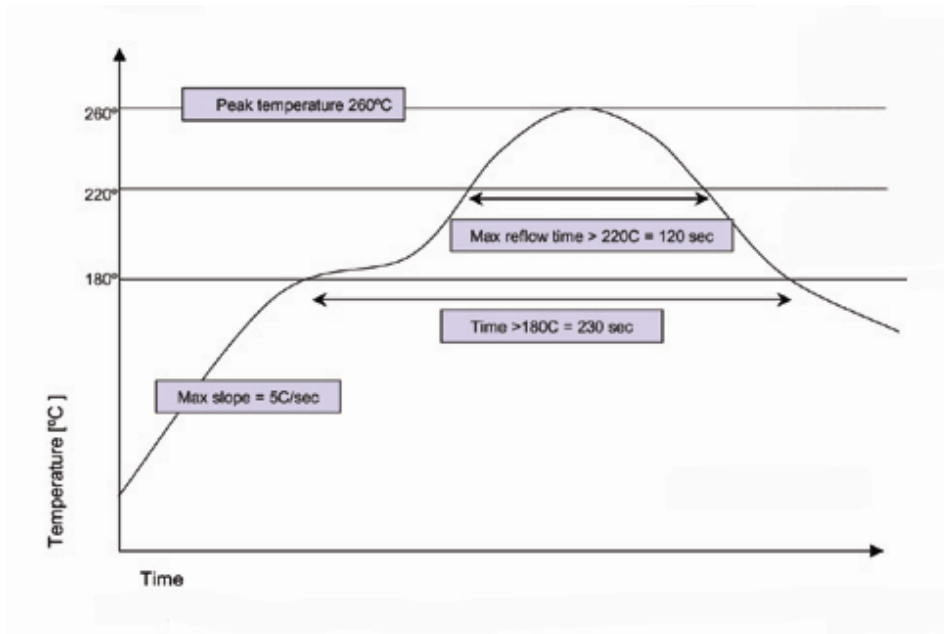 Peak temperature 260ºC
260º
220º
Max reflow time > 220C = 120 sec
180º
Time >180C = 230 sec
Max slope = 5C/sec
Temperature [ºC ]
Time